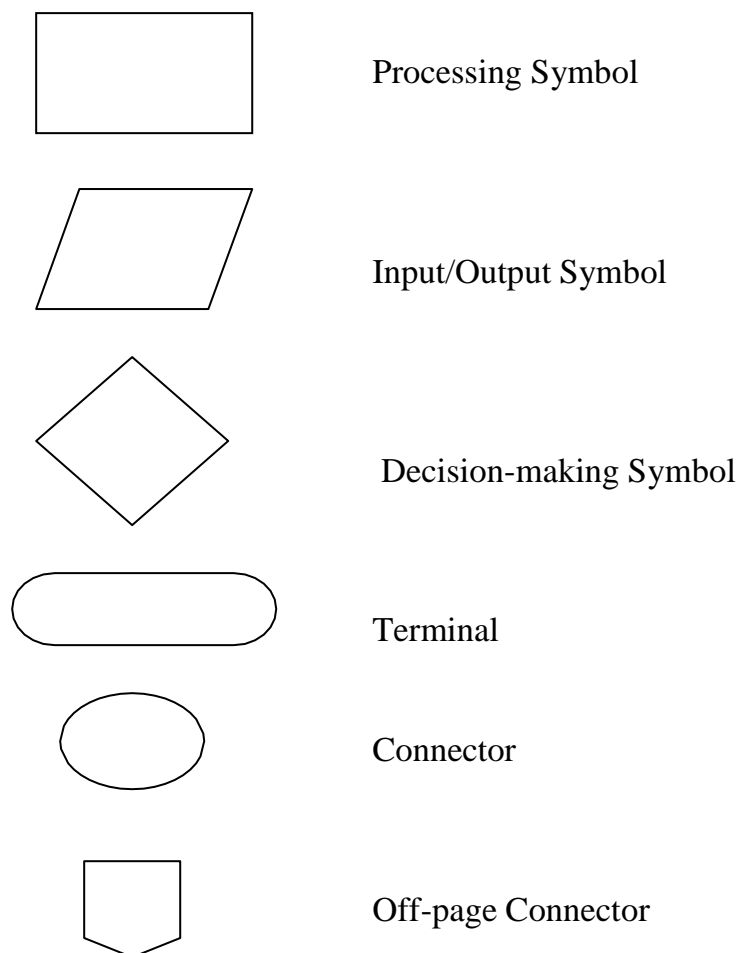 Processing Symbol
Input/Output Symbol
Decision-making Symbol
Terminal
Connector
Off-page Connector